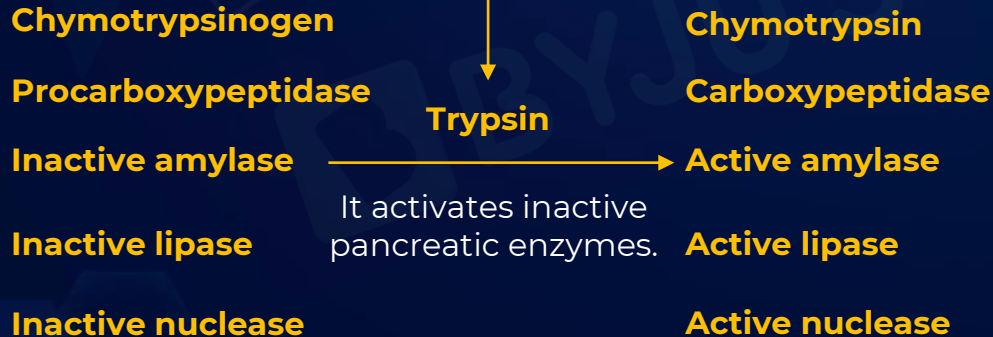 Chymotrypsinogen
Chymotrypsin
Procarboxypeptidase
Carboxypeptidase
Trypsin
Inactive amylase
Active amylase
It activates inactive
pancreatic enzymes.
Inactive lipase
Active lipase
Inactive nuclease
Active nuclease
BYJU'S